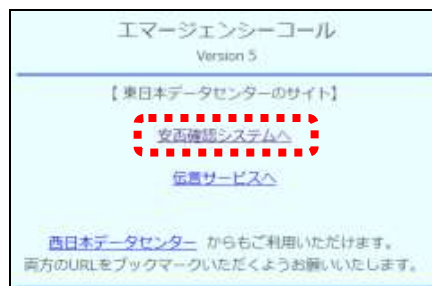 エマージェンシーコール
Version 5
【 東日本データセンターのサイト】
安否確認システムへ
伝言サービスへ
西日本データセンター からもご利用いただけます。
両方のURLをブックマークいただくようお願いいたします。